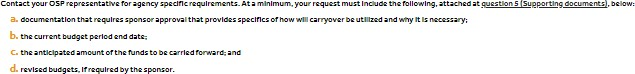 Contact your OSP representative for agency specific requirements. At a minimum, your request must include the following, attached at question 5 (Supporting documents), below:
a. documentation that requires sponsor approval that provides specifics of how will carryover be utilized and why it is necessary;
b. the current budget period end date;
c. the anticipated amount of the funds to be carried forward; and
d. revised budgets, if required by the sponsor.